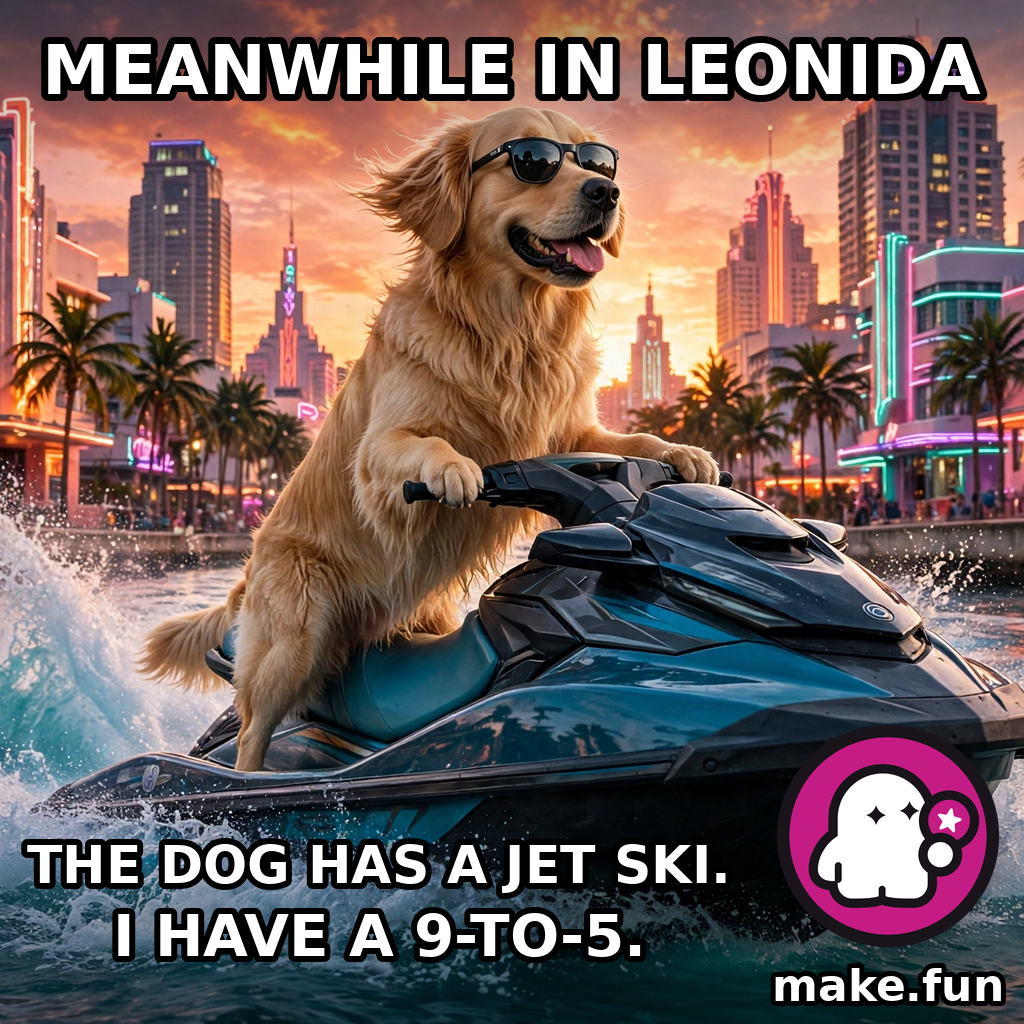 MEANWHILE IN LEONIDA
THE DOG HAS A JET SKI.
I HAVE A 9-TO-5.
make.fun